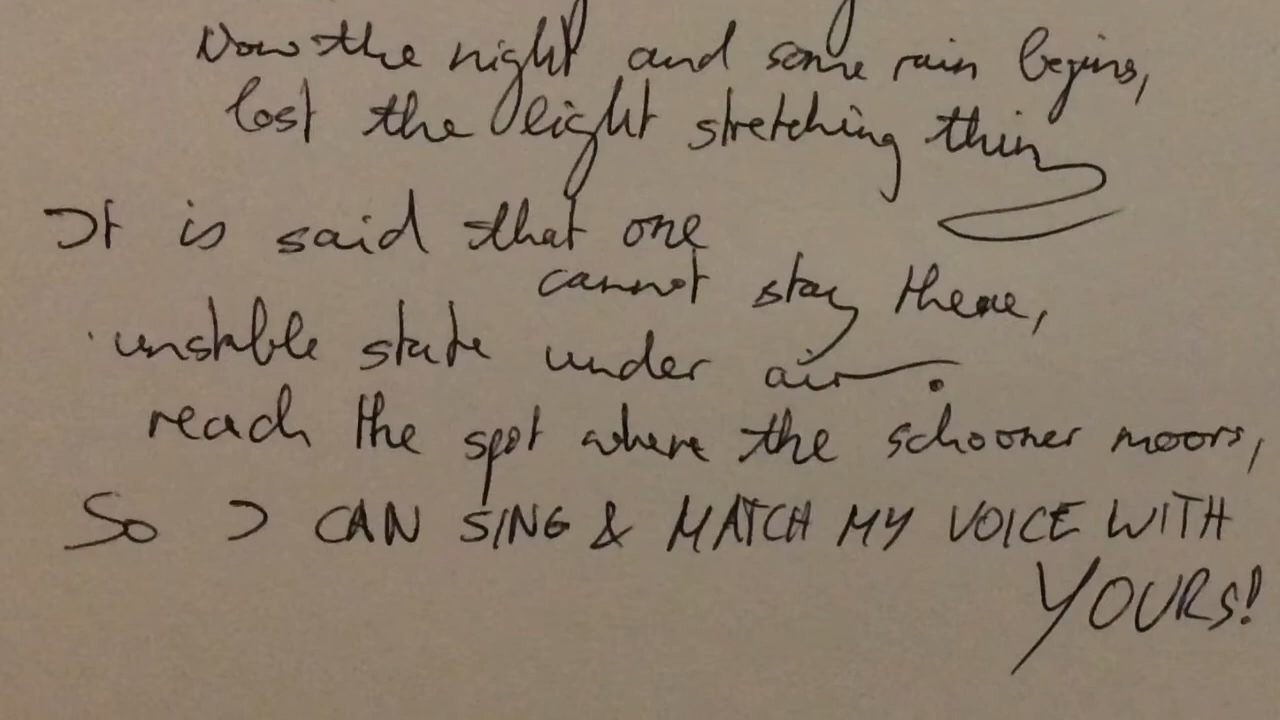 Now the night and some rain begins,
lost the light stretching thin
It is said that one
cannot stay there,
unstable state under air.
reach the spot where the schooner moors,
So I CAN SING & MATCH MY VOICE WITH
YOURS!